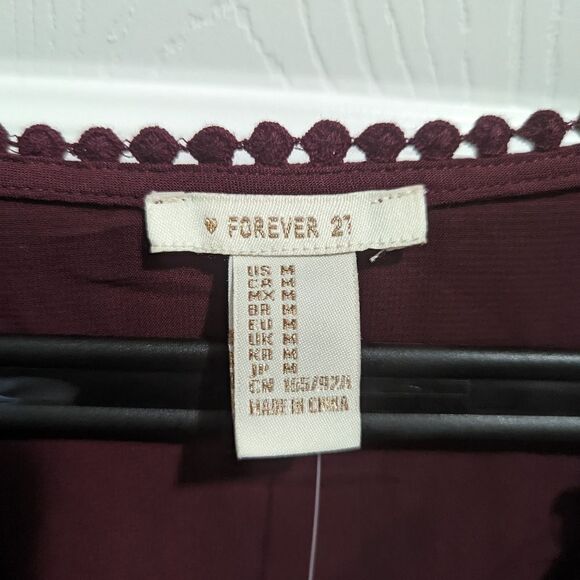 FOREVER 21
US M
CA M
MX M
BR M
EU M
UK M
KR M
JP M
CN 165/92A
MADE IN CHINA